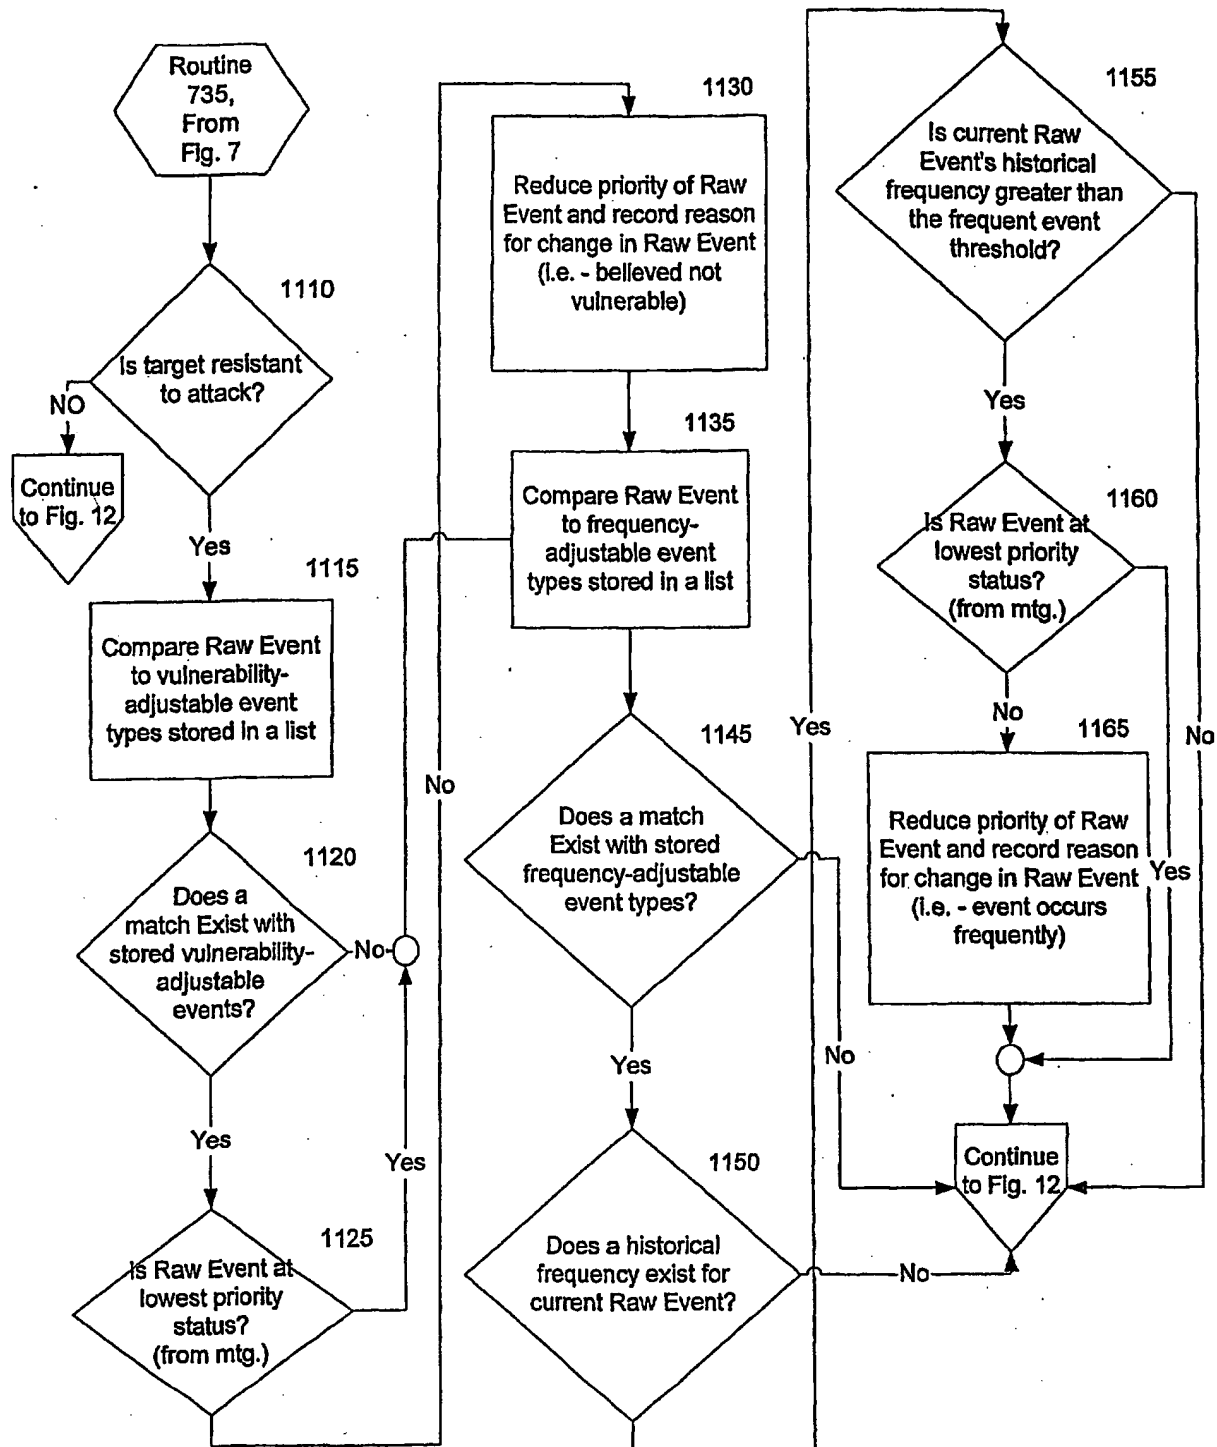 Routine
735,
From
Fig. 7
1110
Is target resistant
to attack?
NO
Continue
to Fig. 12
Yes
1115
Compare Raw Event
to vulnerability-
adjustable event
types stored in a list
1120
Does a
match Exist with
stored vulnerability-
adjustable
events?
No
Yes
Yes
1125
Is Raw Event at
lowest priority
status?
(from mtg.)
No
1130
Reduce priority of Raw
Event and record reason
for change in Raw Event
(i.e. - believed not
vulnerable)
1135
Compare Raw Event
to frequency-
adjustable event
types stored in a list
1145
Does a match
Exist with stored
frequency-adjustable
event types?
No
Yes
1150
Does a historical
frequency exist for
current Raw Event?
No
Yes
1155
Is current Raw
Event's historical
frequency greater than
the frequent event
threshold?
No
Yes
1160
Is Raw Event at
lowest priority
status?
(from mtg.)
Yes
No
1165
Reduce priority of Raw
Event and record reason
for change in Raw Event
(i.e. - event occurs
frequently)
Continue
to Fig. 12